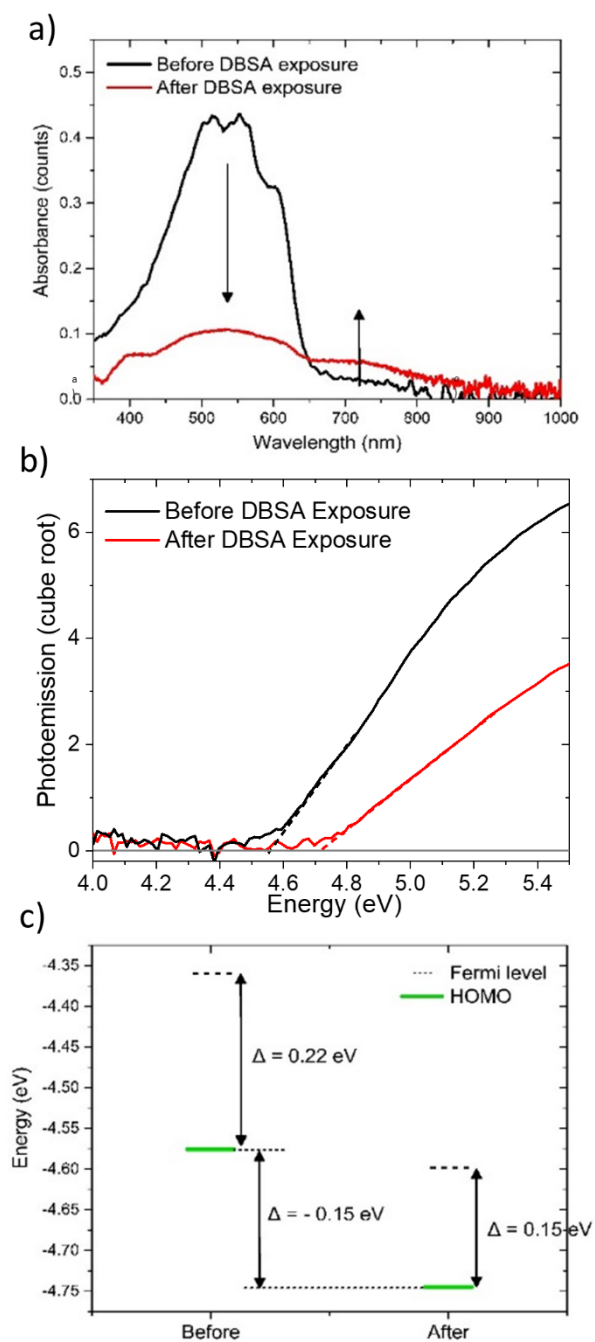 a)
Before DBSA exposure
After DBSA exposure
Absorbance (counts)
0.5
0.4
0.3
0.2
0.1
0.0
a
400 500 600 700 800 900 1000
Wavelength (nm)
b)
Before DBSA Exposure
After DBSA Exposure
Photoemission (cube root)
6
4
2
0
4.0 4.2 4.4 4.6 4.8 5.0 5.2 5.4
Energy (eV)
c)
Fermi level
HOMO
Energy (eV)
-4.35
-4.40
-4.45
-4.50
-4.55
-4.60
-4.65
-4.70
-4.75
Δ = 0.22 eV
Δ = - 0.15 eV
Δ = 0.15 eV
Before After